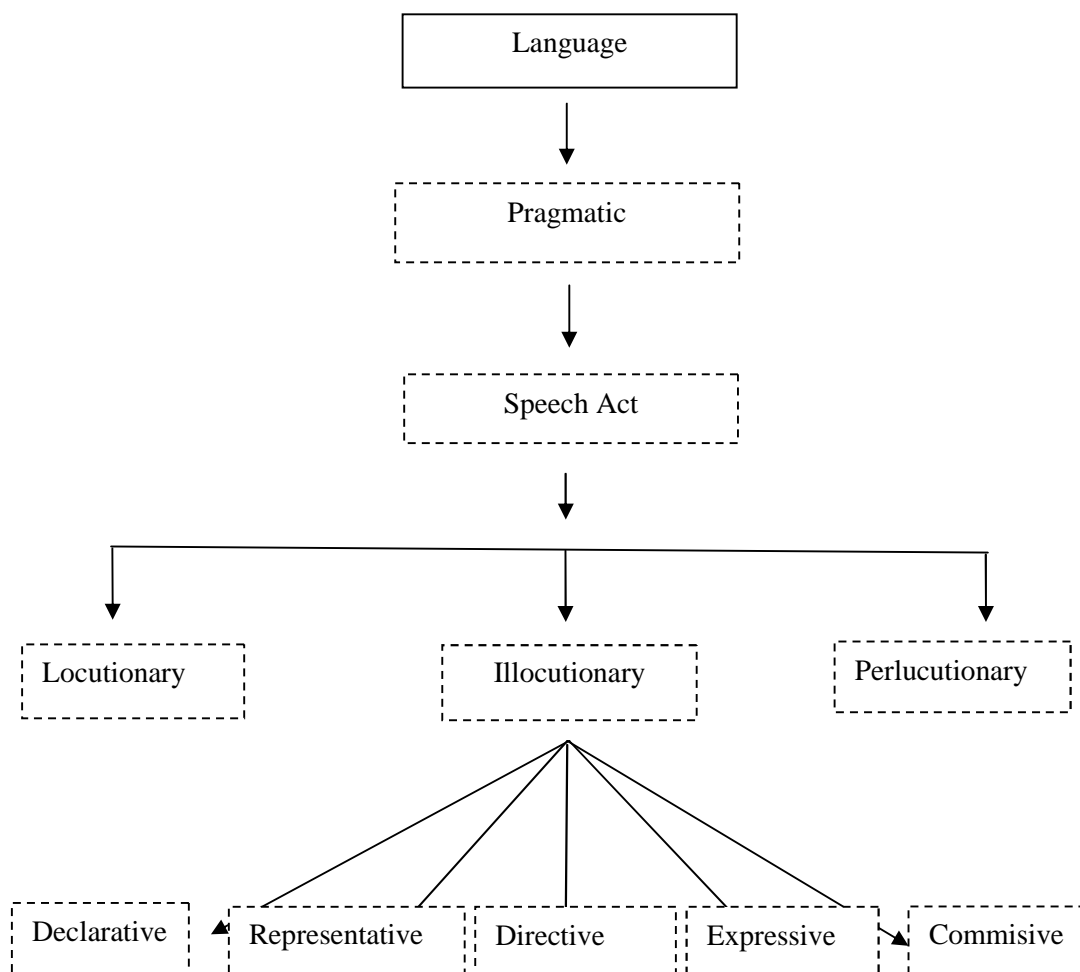 Language
Pragmatic
Speech Act
Locutionary
Illocutionary
Perlucutionary
Declarative
Representative
Directive
Expressive
Commisive